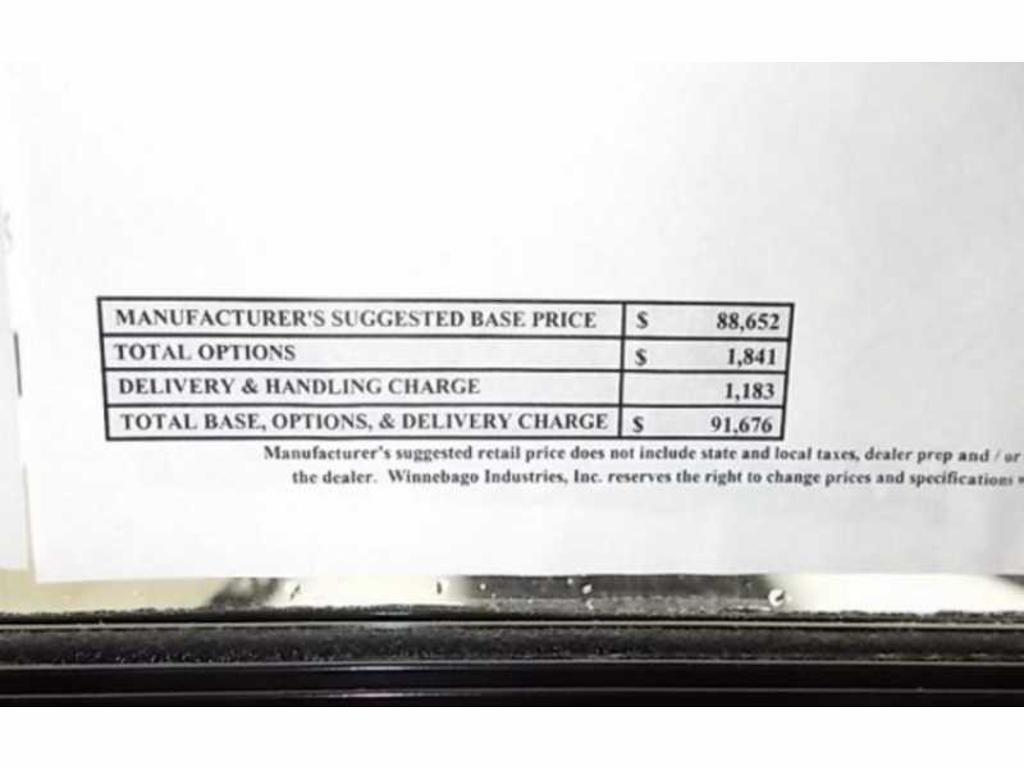 MANUFACTURER'S SUGGESTED BASE PRICE $ 88,652
TOTAL OPTIONS $ 1,841
DELIVERY & HANDLING CHARGE 1,183
TOTAL BASE, OPTIONS, & DELIVERY CHARGE $ 91,676
Manufacturer's suggested retail price does not include state and local taxes, dealer prep and / or
the dealer. Winnebago Industries, Inc. reserves the right to change prices and specifications